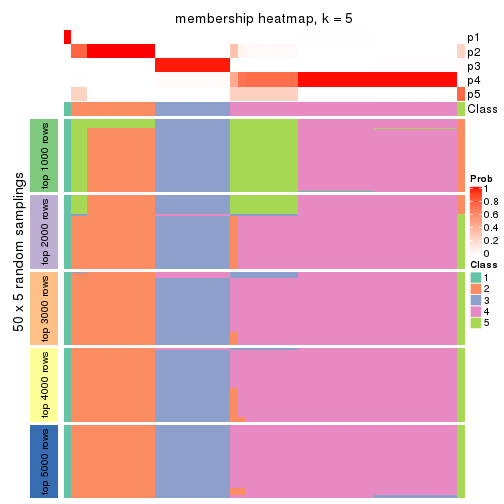 membership heatmap, k = 5
p1
p2
p3
p4
p5
Class
50 x 5 random samplings
top 1000 rows
top 2000 rows
top 3000 rows
top 4000 rows
top 5000 rows
Prob
1
0.8
0.6
0.4
0.2
0
Class
1
2
3
4
5